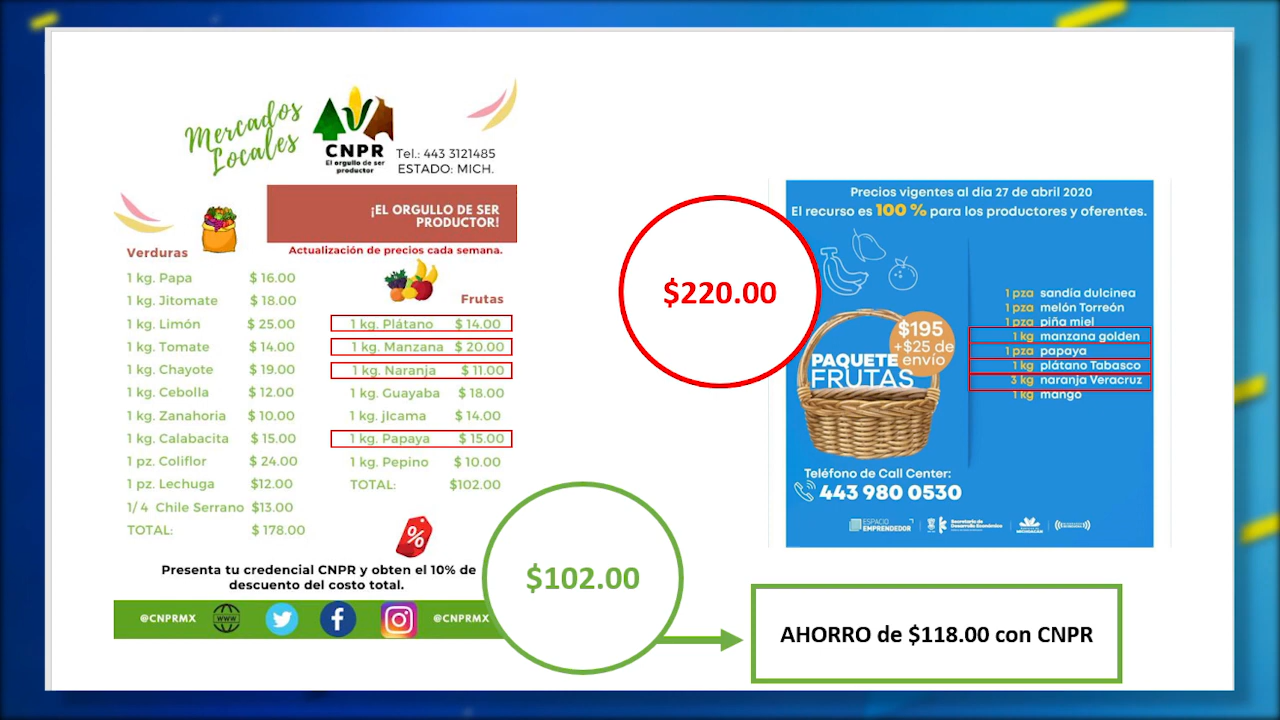 Mercados
Locales
CNPR
El orgullo de ser
productor
Tel.: 443 3121485
ESTADO: MICH.
¡EL ORGULLO DE SER
PRODUCTOR!
Actualización de precios cada semana.
Verduras
1 kg. Papa $ 16.00
1 kg. Jitomate $ 18.00
1 kg. Limón $ 25.00
1 kg. Tomate $ 14.00
1 kg. Chayote $ 19.00
1 kg. Cebolla $ 12.00
1 kg. Zanahoria $ 10.00
1 kg. Calabacita $ 15.00
1 pz. Coliflor $ 24.00
1 pz. Lechuga $12.00
1/ 4 Chile Serrano $13.00
TOTAL: $ 178.00
Frutas
1 kg. Plátano $ 14.00
1 kg. Manzana $ 20.00
1 kg. Naranja $ 11.00
1 kg. Guayaba $ 18.00
1 kg. jIcama $ 14.00
1 kg. Papaya $ 15.00
1 kg. Pepino $ 10.00
TOTAL: $102.00
%
Presenta tu credencial CNPR y obten el 10% de
descuento del costo total.
@CNPRMX
WWW
@CNPRMX
$102.00
$220.00
Precios vigentes al día 27 de abril 2020
El recurso es 100 % para los productores y oferentes.
$195
+$25 de
envío
PAQUETE
FRUTAS
1 pza sandía dulcinea
1 pza melón Torreón
1 pza piña miel
1 kg manzana golden
1 pza papaya
1 kg plátano Tabasco
3 kg naranja Veracruz
1 kg mango
Teléfono de Call Center:
443 980 0530
ESPACIO
EMPRENDEDOR
Secretaría de
Desarrollo Económico
MICHOACÁN
AHORRO de $118.00 con CNPR